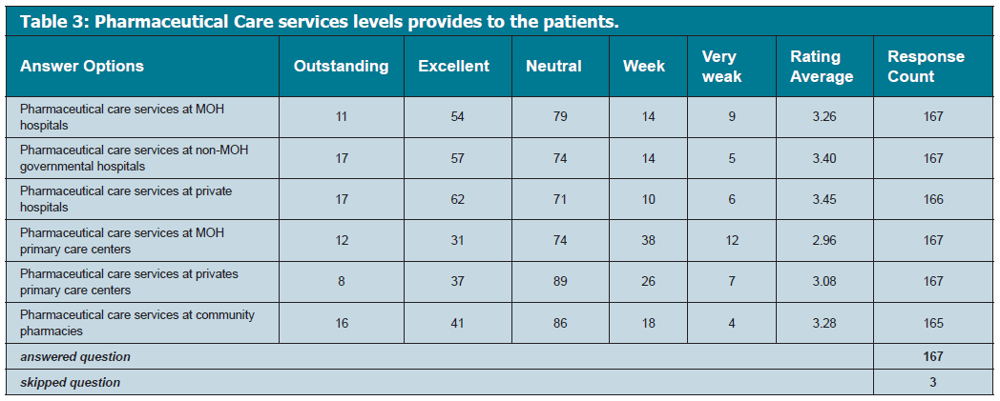 Table 3: Pharmaceutical Care services levels provides to the patients.
Answer Options Outstanding Excellent Neutral Week Very weak Rating Average Response Count
Pharmaceutical care services at MOH hospitals 11 54 79 14 9 3.26 167
Pharmaceutical care services at non-MOH governmental hospitals 17 57 74 14 5 3.40 167
Pharmaceutical care services at private hospitals 17 62 71 10 6 3.45 166
Pharmaceutical care services at MOH primary care centers 12 31 74 38 12 2.96 167
Pharmaceutical care services at privates primary care centers 8 37 89 26 7 3.08 167
Pharmaceutical care services at community pharmacies 16 41 86 18 4 3.28 165
answered question 167
skipped question 3